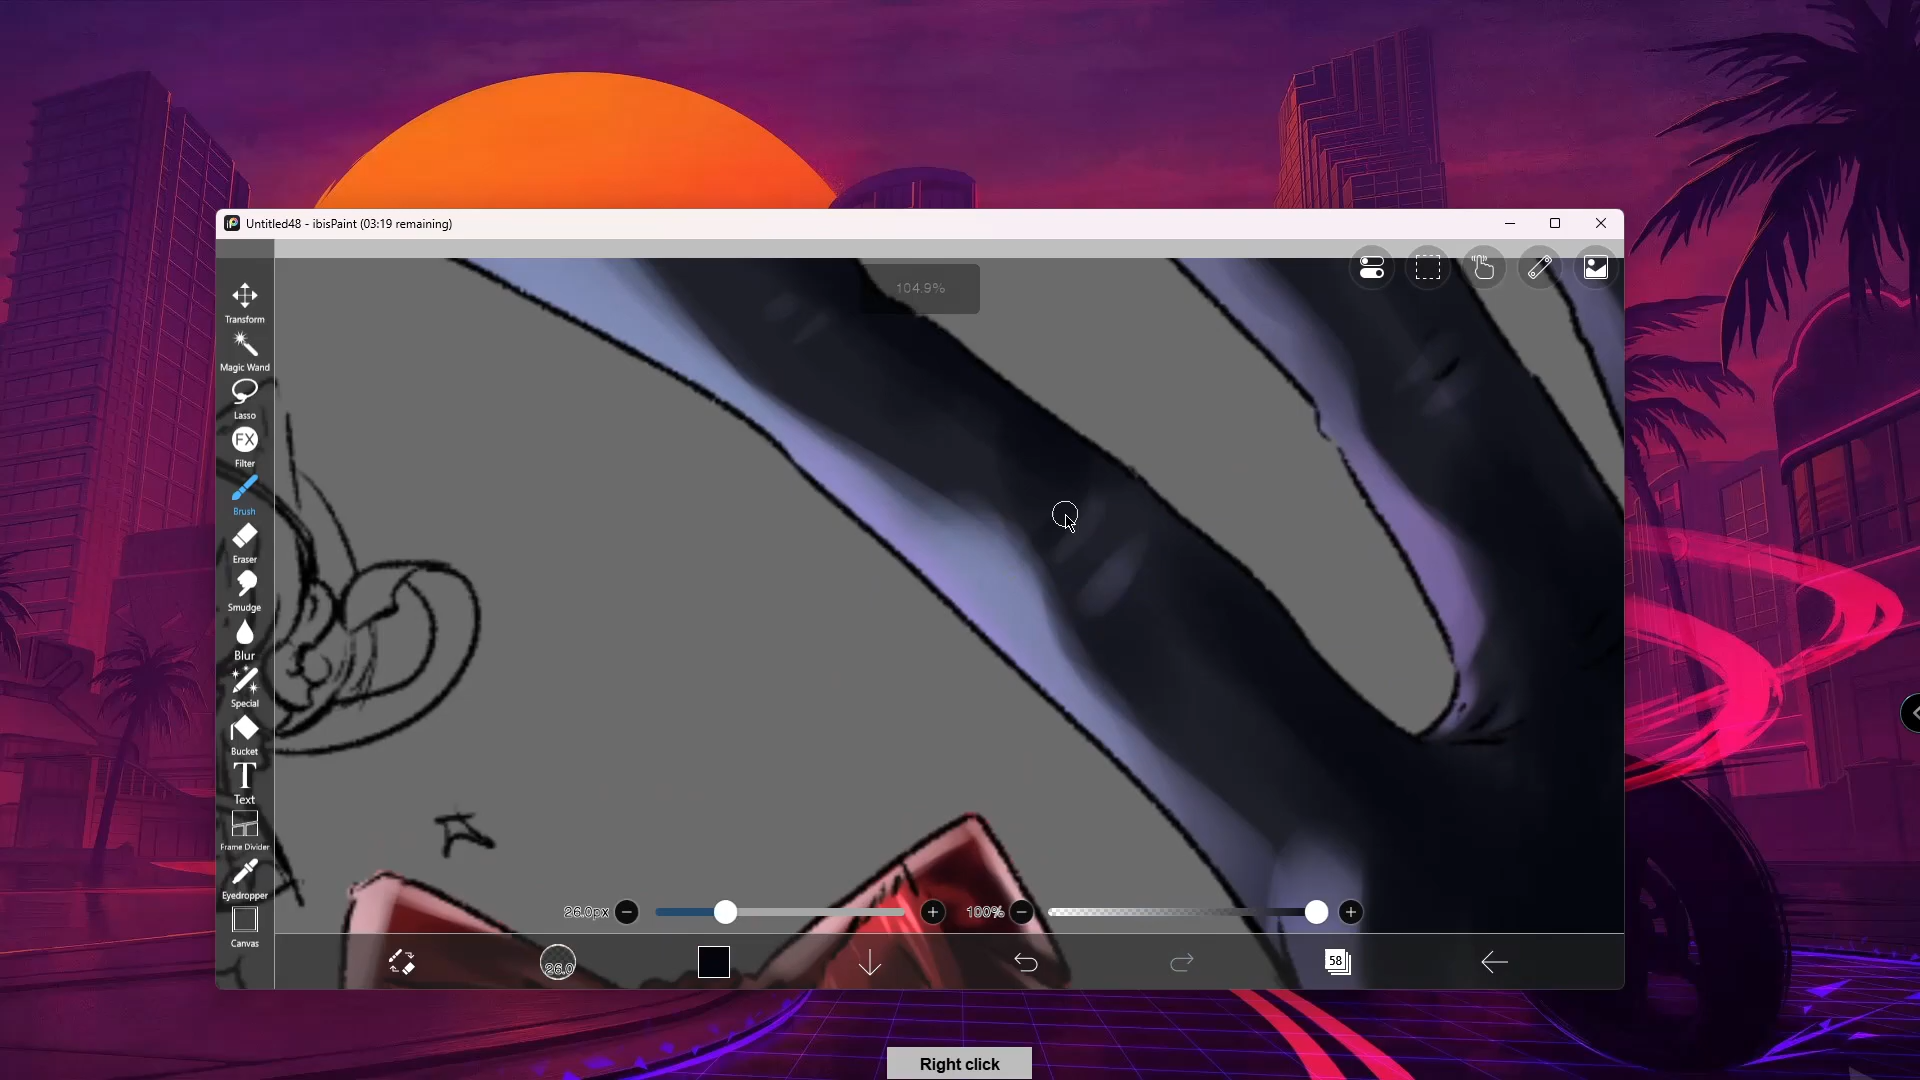 Untitled48 - ibisPaint (03:19 remaining)
104.9%
Transform
Magic Wand
Lasso
FX
Filter
Brush
Eraser
Smudge
Blur
Special
Bucket
T
Text
Frame Divider
Eyedropper
Canvas
26.0px
100%
26.0
58
Right click